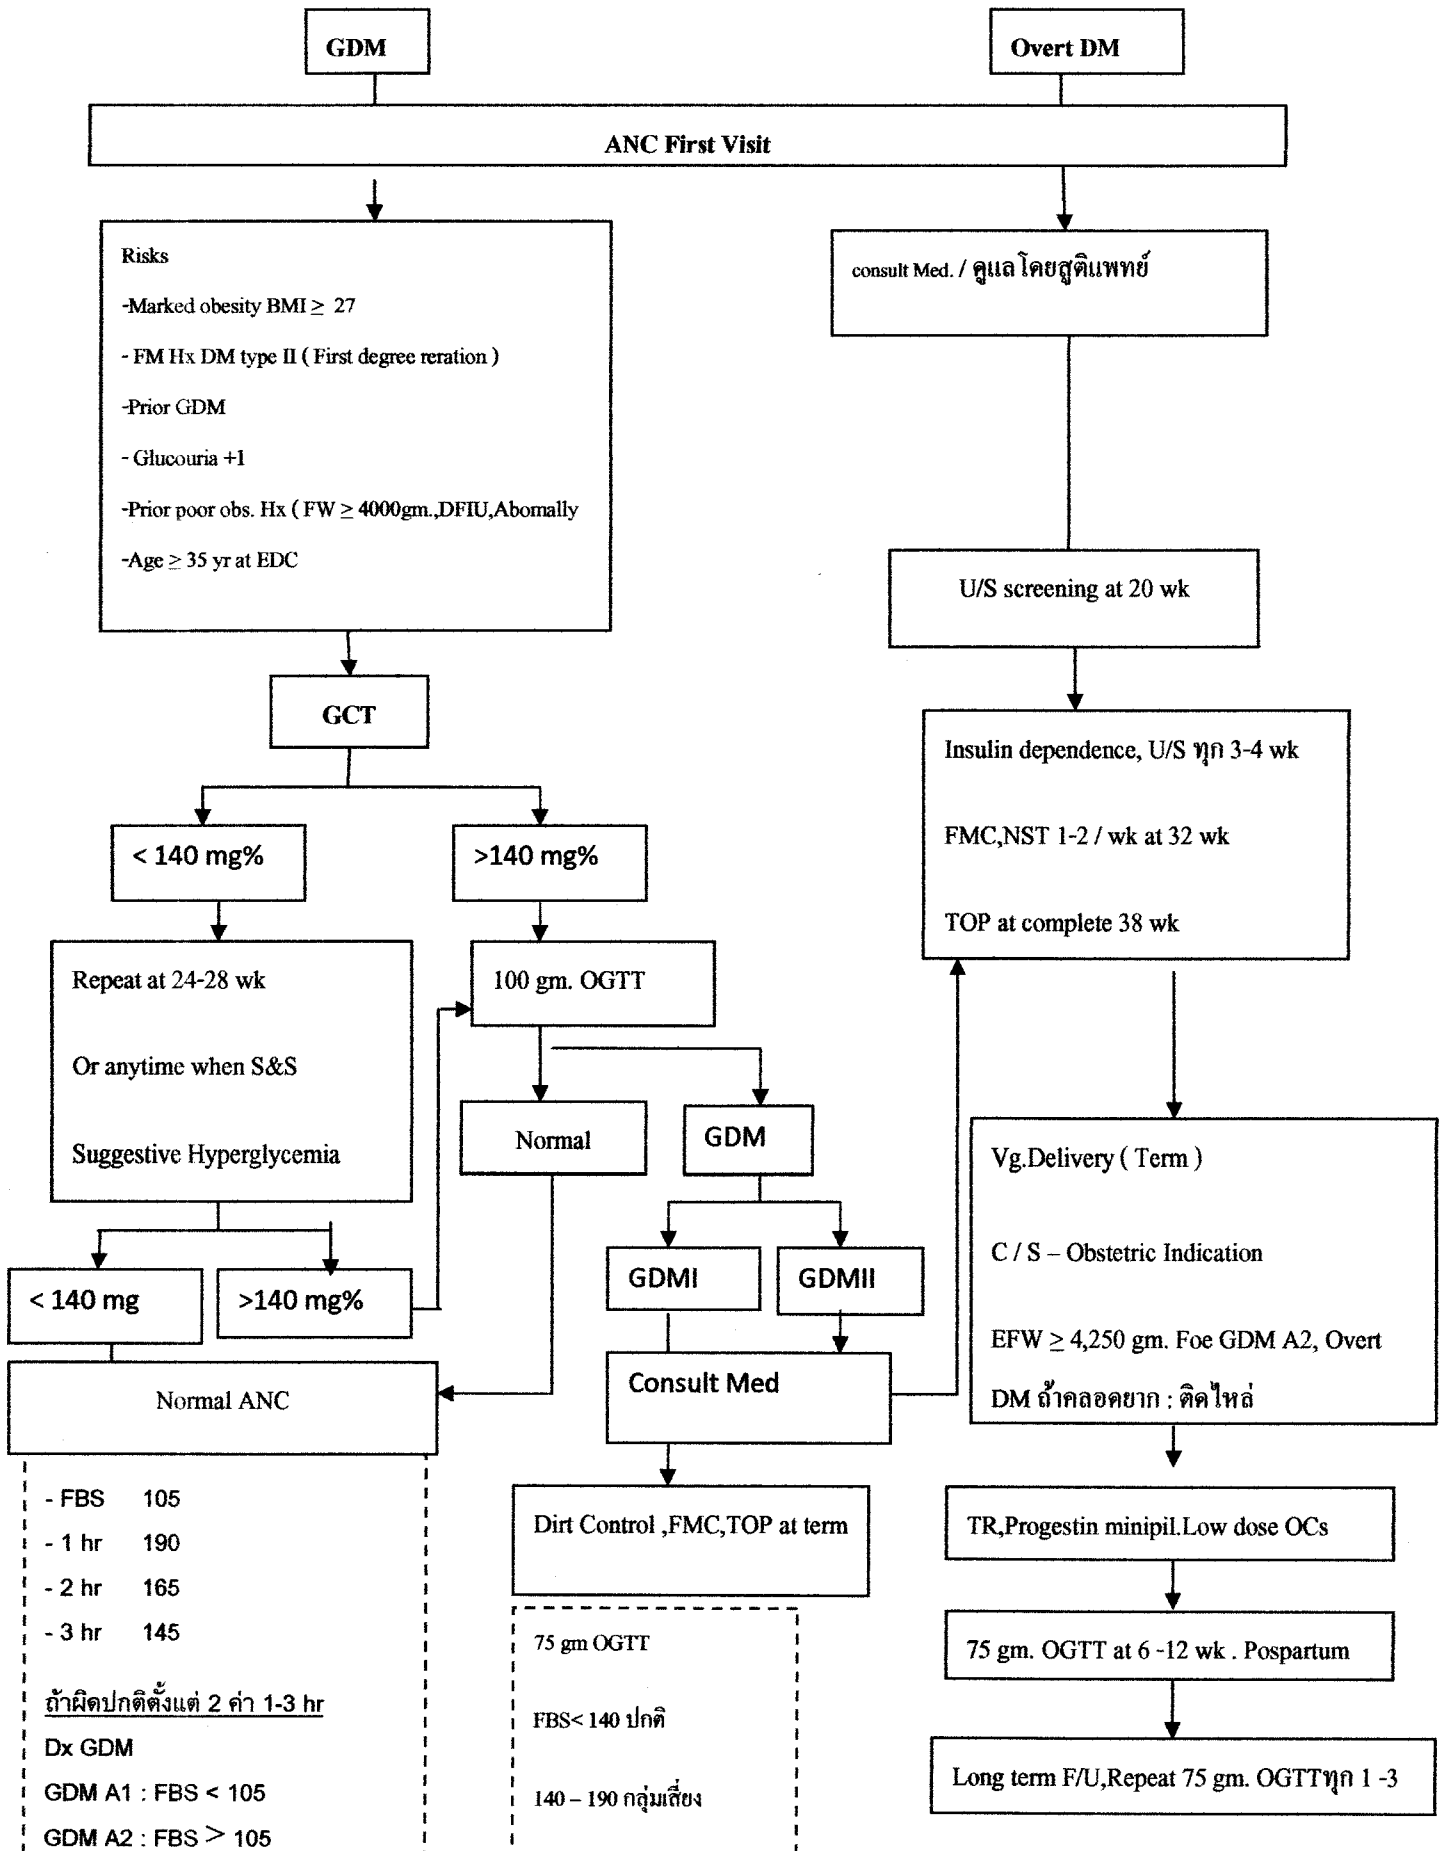 GDM
Overt DM
ANC First Visit
Risks
-Marked obesity BMI ≥ 27
- FM Hx DM type II ( First degree reration )
-Prior GDM
- Glucouria +1
-Prior poor obs. Hx ( FW ≥ 4000gm.,DFIU,Abomally
-Age ≥ 35 yr at EDC
GCT
< 140 mg%
>140 mg%
Repeat at 24-28 wk
Or anytime when S&S
Suggestive Hyperglycemia
100 gm. OGTT
Normal
GDM
GDMI
GDMII
< 140 mg
>140 mg%
Normal ANC
Consult Med
Dirt Control ,FMC,TOP at term
- FBS 105
- 1 hr 190
- 2 hr 165
- 3 hr 145
ถ้าผิดปกติตั้งแต่ 2 ค่า 1-3 hr
Dx GDM
GDM A1 : FBS < 105
GDM A2 : FBS > 105
75 gm OGTT
FBS< 140 ปกติ
140 – 190 กลุ่มเสี่ยง
consult Med. / ดูแลโดยสูติแพทย์
U/S screening at 20 wk
Insulin dependence, U/S ทุก 3-4 wk
FMC,NST 1-2 / wk at 32 wk
TOP at complete 38 wk
Vg.Delivery ( Term )
C / S – Obstetric Indication
EFW ≥ 4,250 gm. Foe GDM A2, Overt
DM ถ้าคลอดยาก : ติดไหล่
TR,Progestin minipil.Low dose OCs
75 gm. OGTT at 6 -12 wk . Pospartum
Long term F/U,Repeat 75 gm. OGTTทุก 1 -3